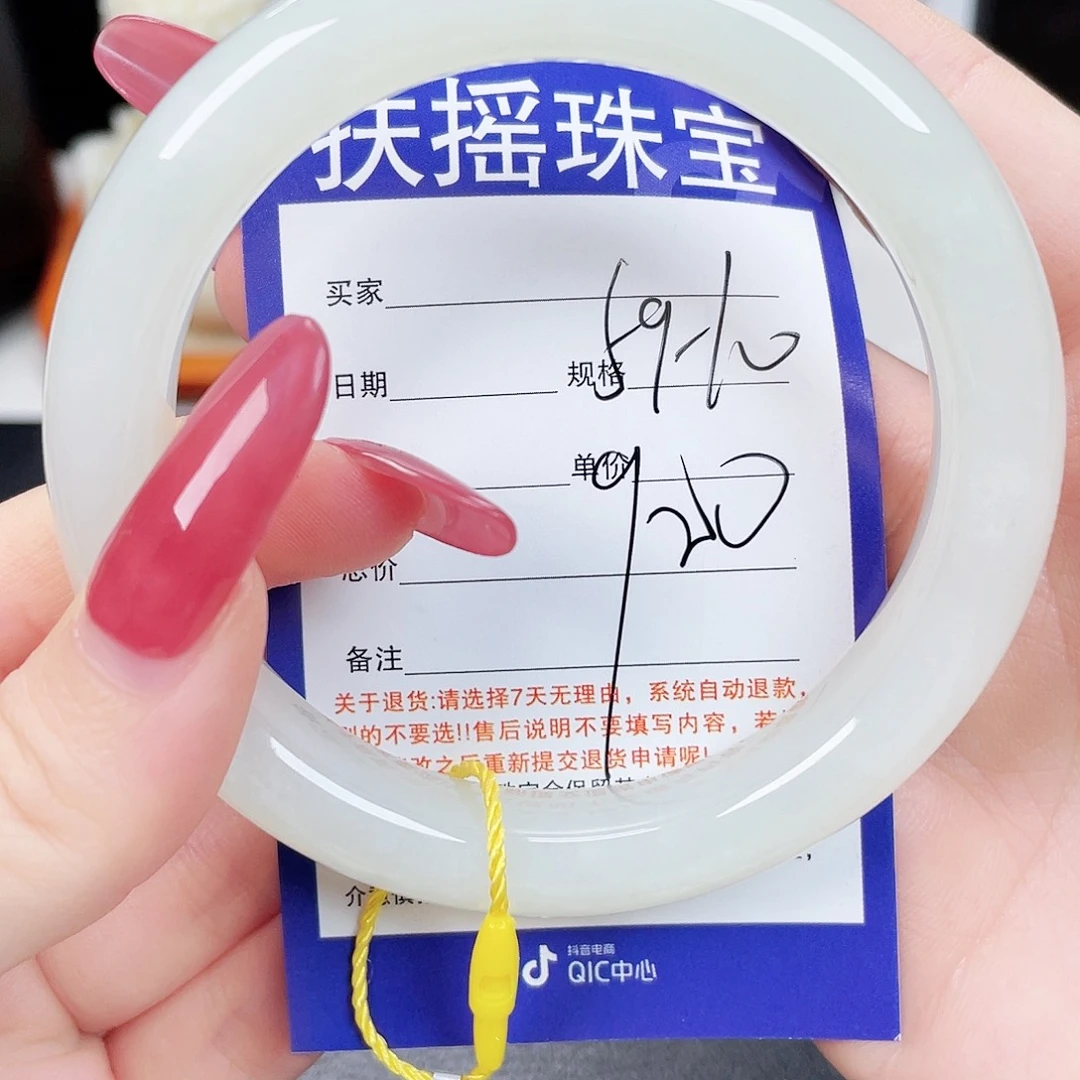 扶摇珠宝
买家
日期 规格
单价 920
总价
备注
关于退货:请选择7天无理由，系统自动退款，
的不要选!!售后说明不要填写内容，若
改之后重新提交退货申请呢!
抖音电商
QIC中心